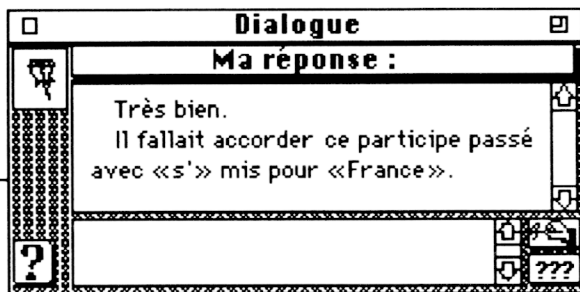 Dialogue
Ma réponse :
Très bien.
Il fallait accorder ce participe passé
avec «s'» mis pour «France».
?
???